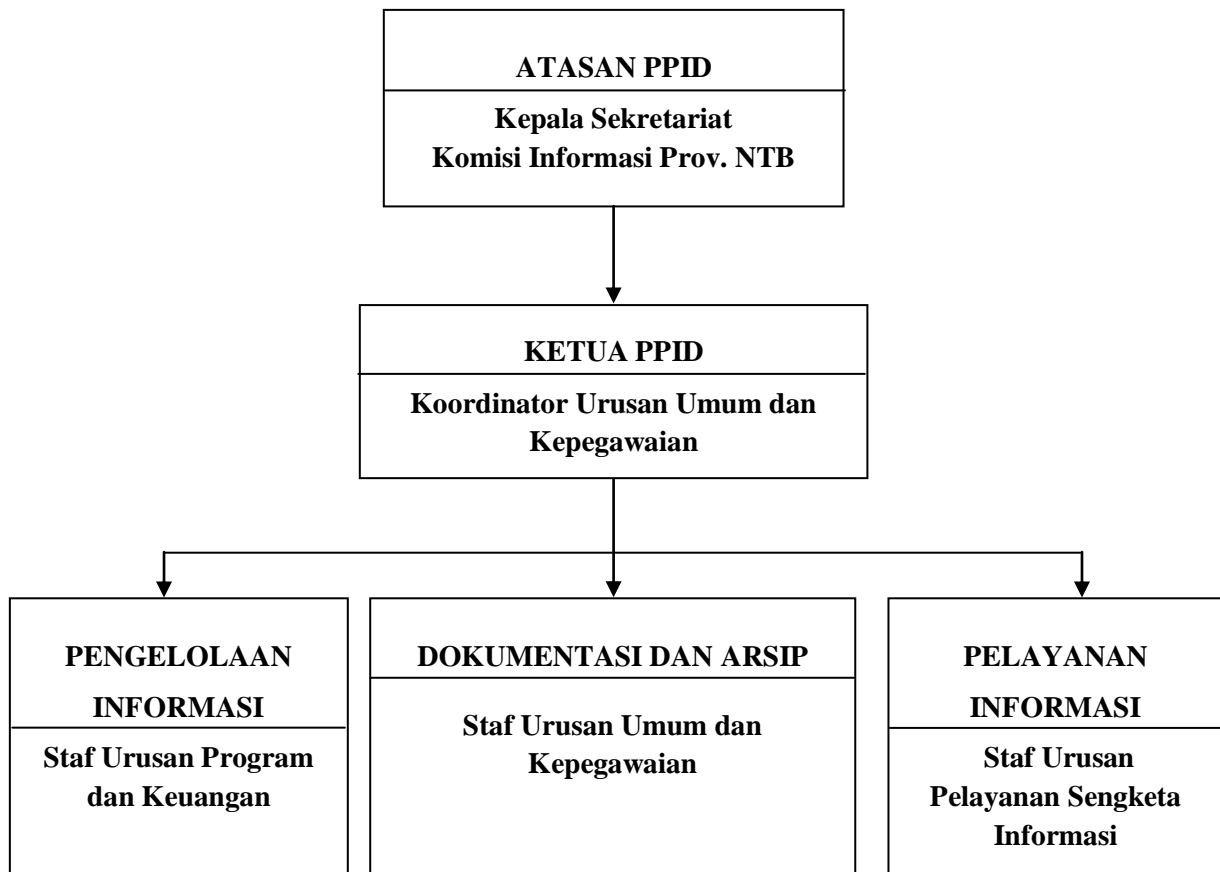 ATASAN PPID
Kepala Sekretariat
Komisi Informasi Prov. NTB
KETUA PPID
Koordinator Urusan Umum dan
Kepegawaian
PENGELOLAAN
INFORMASI
Staf Urusan Program
dan Keuangan
DOKUMENTASI DAN ARSIP
Staf Urusan Umum dan
Kepegawaian
PELAYANAN
INFORMASI
Staf Urusan
Pelayanan Sengketa
Informasi